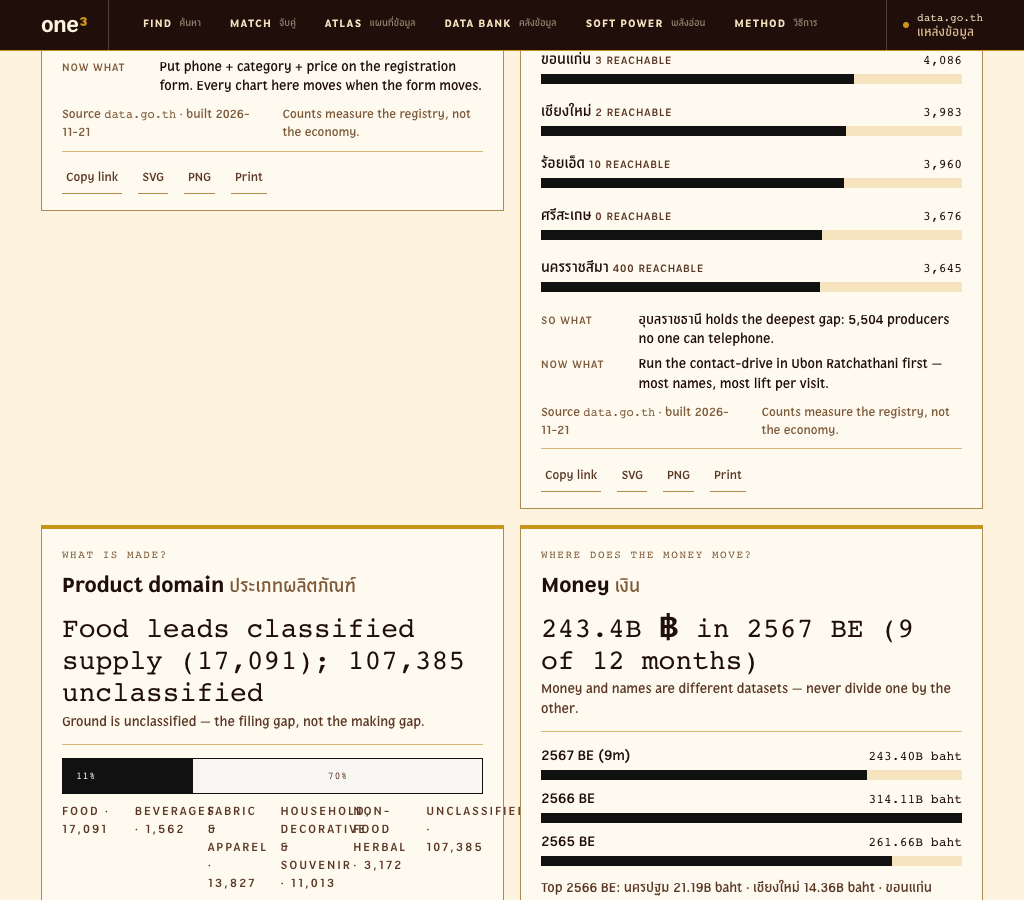 one³
FIND ค้นหา MATCH จับคู่ ATLAS แผนที่ข้อมูล DATA BANK คลังข้อมูล SOFT POWER พลังอ่อน METHOD วิธีการ
data.go.th
แหล่งข้อมูล
NOW WHAT Put phone + category + price on the registration
form. Every chart here moves when the form moves.
Source data.go.th · built 2026-
11-21
Counts measure the registry, not
the economy.
Copy link SVG PNG Print
ขอนแก่น 3 REACHABLE 4,086
เชียงใหม่ 2 REACHABLE 3,983
ร้อยเอ็ด 10 REACHABLE 3,960
ศรีสะเกษ 0 REACHABLE 3,676
นครราชสีมา 400 REACHABLE 3,645
SO WHAT อุบลราชธานี holds the deepest gap: 5,504 producers
no one can telephone.
NOW WHAT Run the contact-drive in Ubon Ratchathani first —
most names, most lift per visit.
Source data.go.th · built 2026-
11-21
Counts measure the registry, not
the economy.
Copy link SVG PNG Print
WHAT IS MADE?
Product domain ประเภทผลิตภัณฑ์
Food leads classified
supply (17,091); 107,385
unclassified
Ground is unclassified — the filing gap, not the making gap.
11% 70%
FOOD ·
17,091
BEVERAGES
· 1,562
FABRIC
&
APPAREL
·
13,827
HOUSEHOLD,
DECORATIVE
&
SOUVENIR
· 11,013
NON-
FOOD
HERBAL
· 3,172
UNCLASSIFIED
·
107,385
WHERE DOES THE MONEY MOVE?
Money เงิน
243.4B ฿ in 2567 BE (9
of 12 months)
Money and names are different datasets — never divide one by the
other.
2567 BE (9m) 243.40B baht
2566 BE 314.11B baht
2565 BE 261.66B baht
Top 2566 BE: นครปฐม 21.19B baht · เชียงใหม่ 14.36B baht · ขอนแก่น